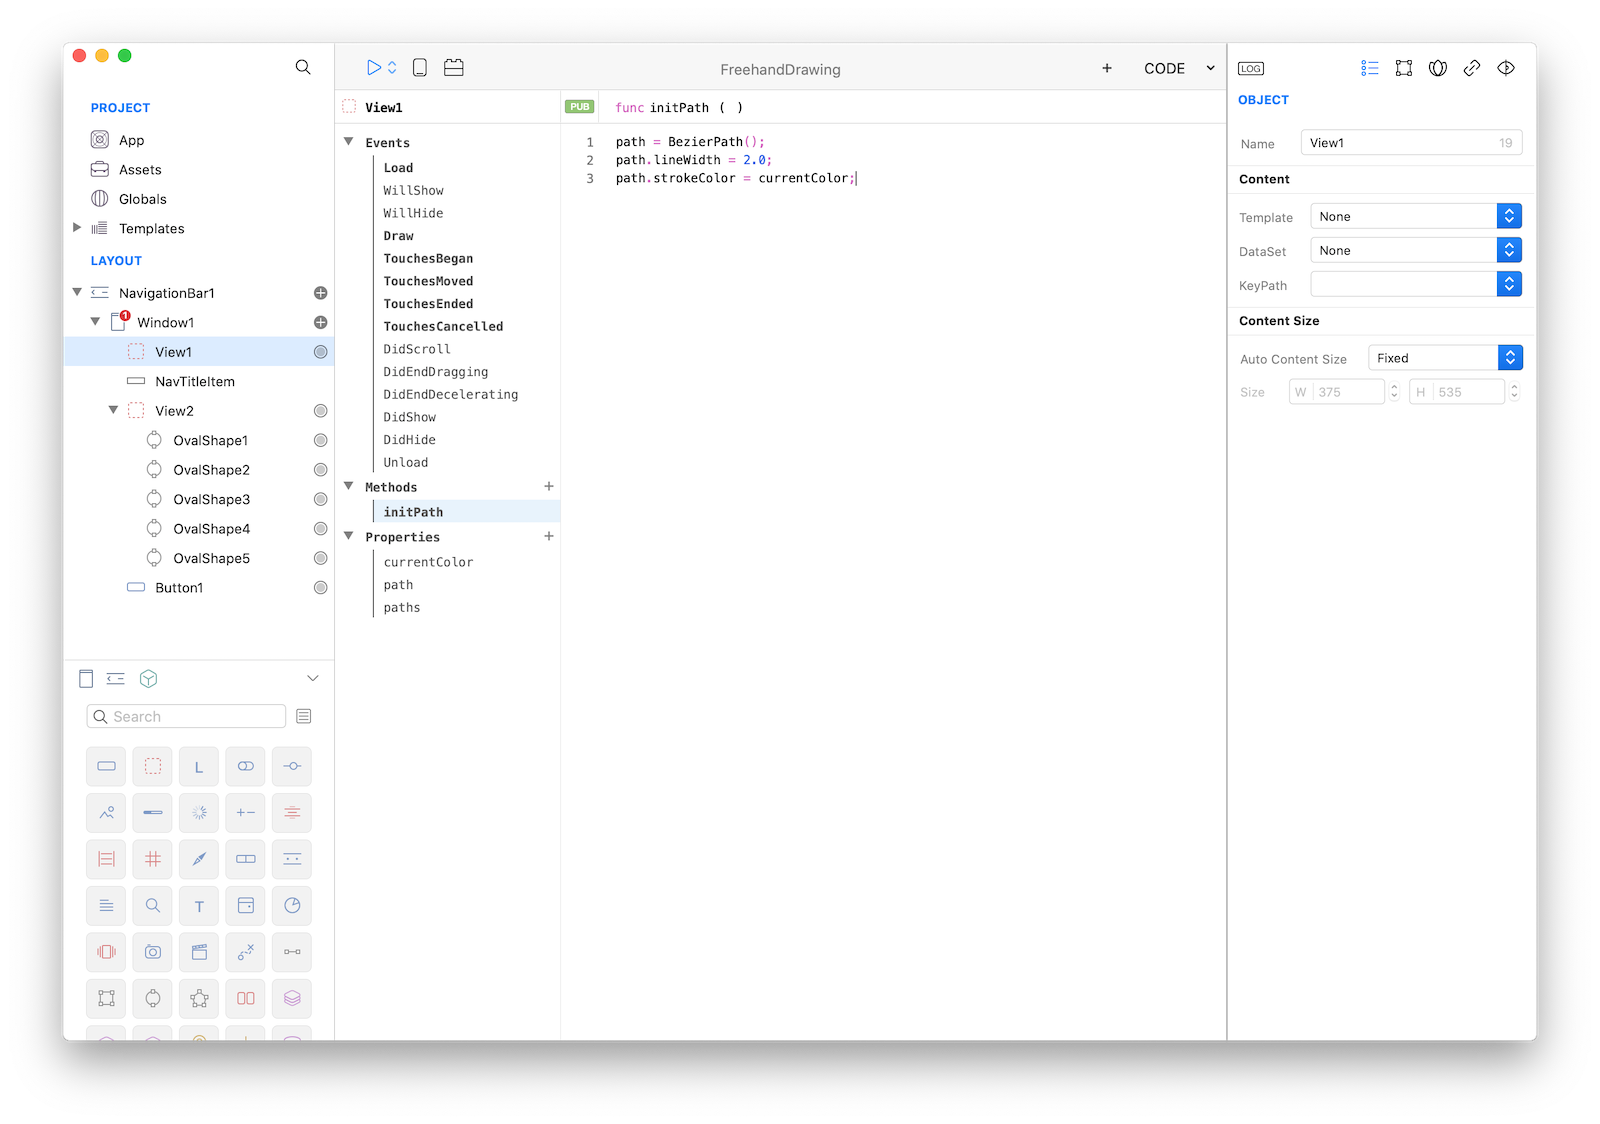 PROJECT
App
Assets
Globals
Templates
LAYOUT
NavigationBar1
1
Window1
View1
NavTitleItem
View2
OvalShape1
OvalShape2
OvalShape3
OvalShape4
OvalShape5
Button1
Search
L
T
FreehandDrawing
+ CODE
View1
Events
Load
WillShow
WillHide
Draw
TouchesBegan
TouchesMoved
TouchesEnded
TouchesCancelled
DidScroll
DidEndDragging
DidEndDecelerating
DidShow
DidHide
Unload
Methods +
initPath
Properties +
currentColor
path
paths
PUB func initPath ( )
1 path = BezierPath();
2 path.lineWidth = 2.0;
3 path.strokeColor = currentColor;
LOG
OBJECT
Name View1 19
Content
Template None
DataSet None
KeyPath
Content Size
Auto Content Size Fixed
Size W 375 H 535